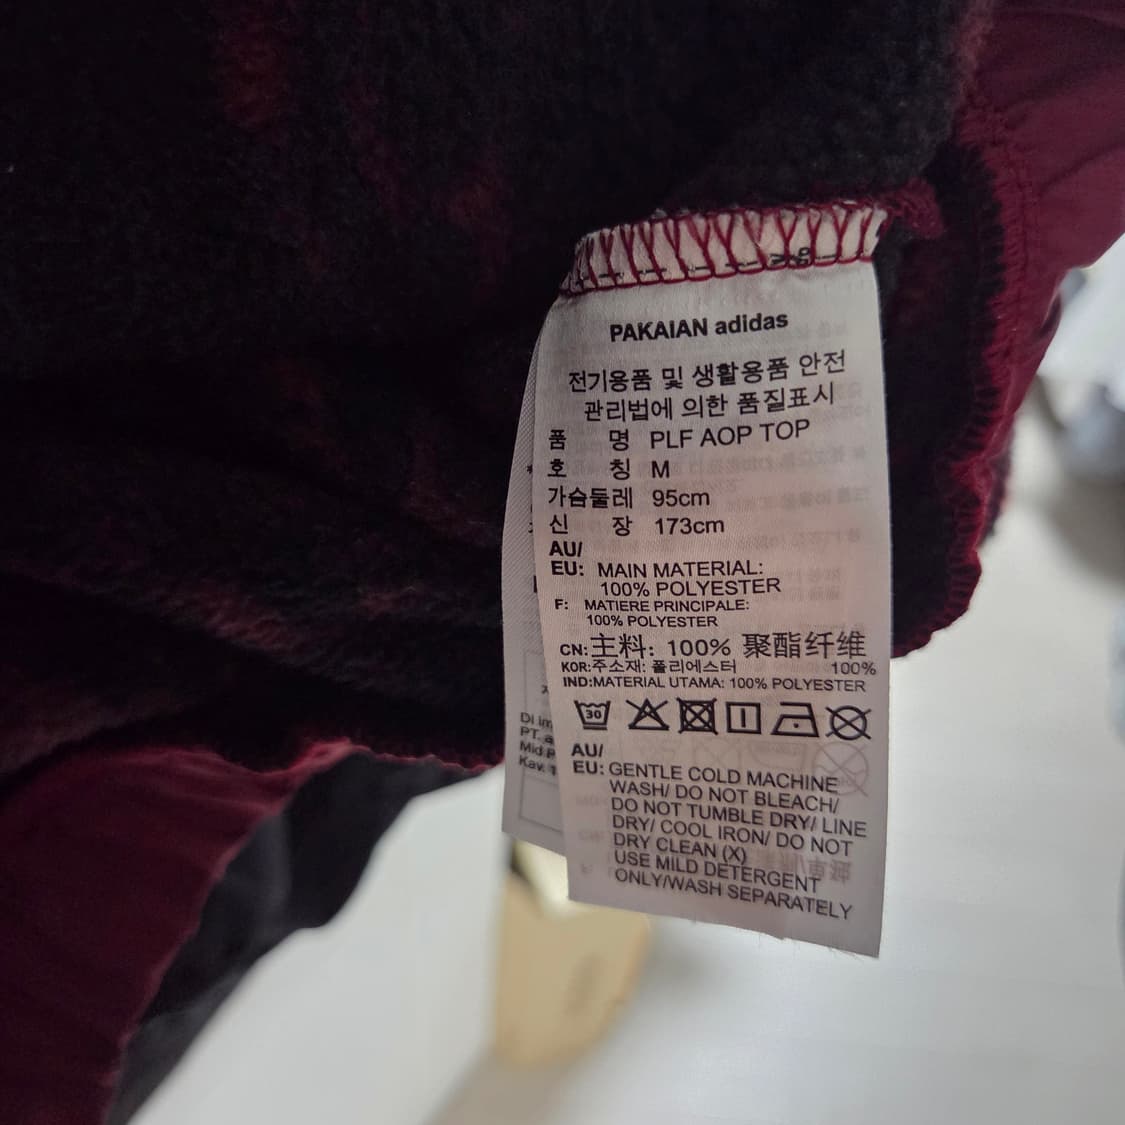 PAKAIAN adidas
전기용품 및 생활용품 안전
관리법에 의한 품질표시
품 명 PLF AOP TOP
호 칭 M
가슴둘레 95cm
신 장 173cm
AU/
EU: MAIN MATERIAL:
100% POLYESTER
F: MATIERE PRINCIPALE:
100% POLYESTER
CN: 主料: 100% 聚酯纤维
KOR:주소재: 폴리에스터 100%
IND:MATERIAL UTAMA: 100% POLYESTER
30
AU/
EU: GENTLE COLD MACHINE
WASH/ DO NOT BLEACH/
DO NOT TUMBLE DRY/ LINE
DRY/ COOL IRON/ DO NOT
DRY CLEAN (X)
USE MILD DETERGENT
ONLY/WASH SEPARATELY
Di
PT.
Mid
Kav.